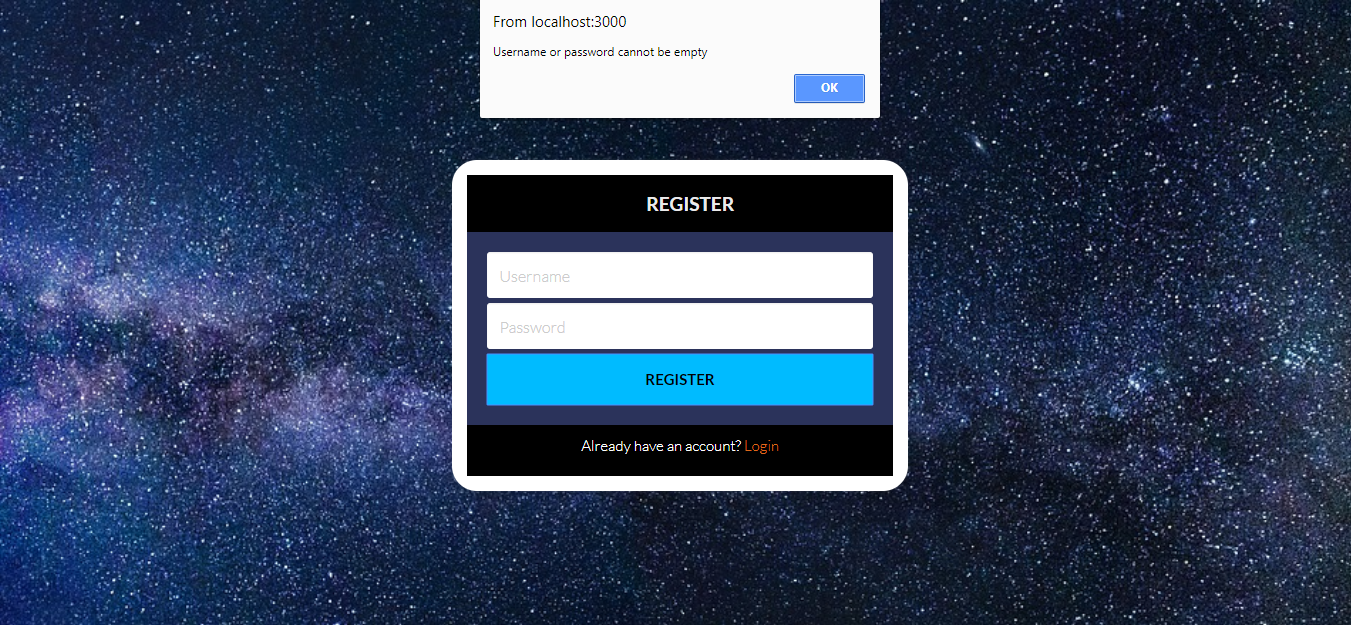 From localhost:3000
Username or password cannot be empty
OK
REGISTER
Username
Password
REGISTER
Already have an account? Login